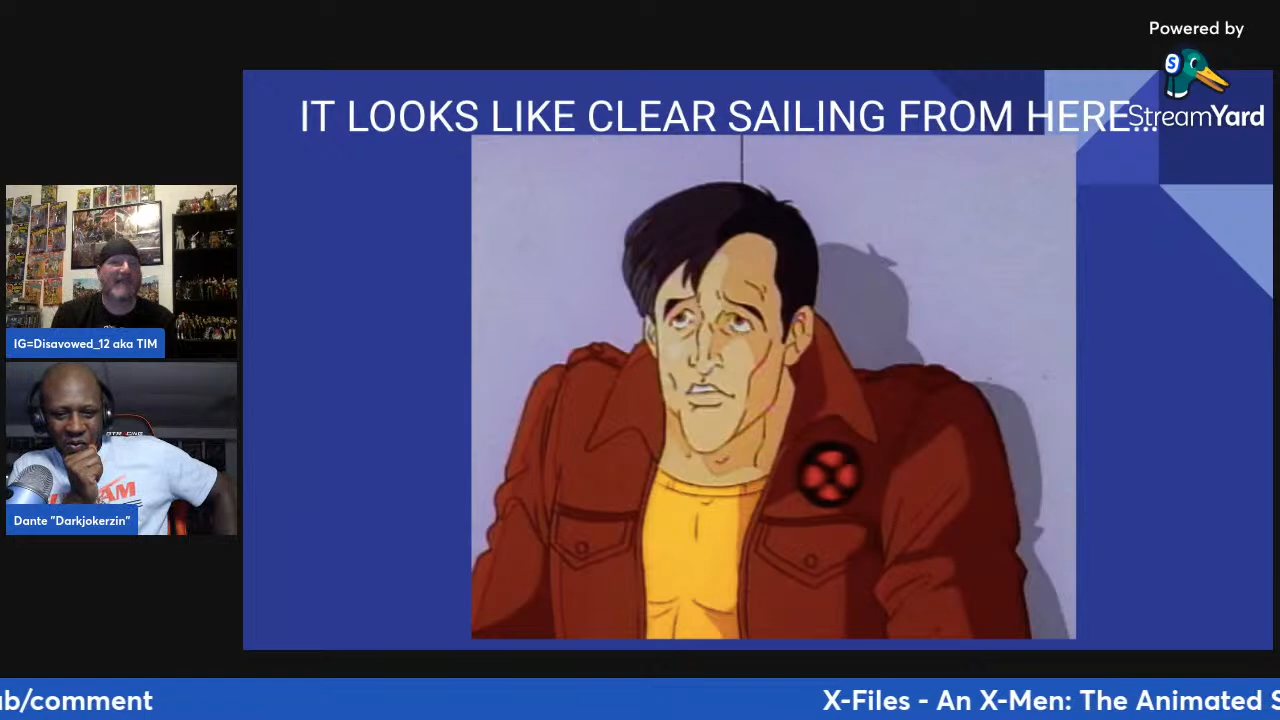 Powered by
StreamYard
IT LOOKS LIKE CLEAR SAILING FROM HERE...
IG=Disavowed_12 aka TIM
Dante "Darkjokerzin"
ub/comment
X-Files - An X-Men: The Animated S